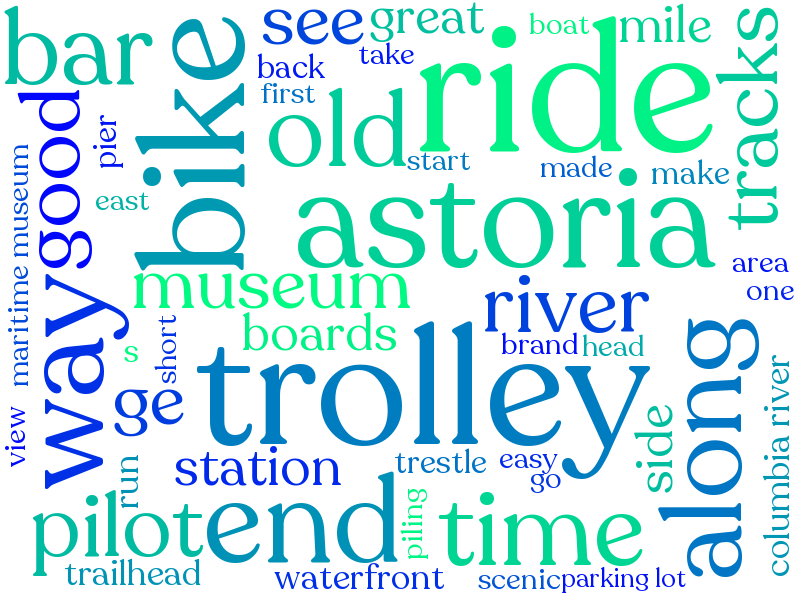 bar
bike
see
great
boat
mile
tracks
back
take
first
ride
good
pier
old
start
made
make
maritime museum
east
astoria
area
one
way
museum
river
boards
brand
head
along
s
short
ge
trolley
columbia river
view
side
station
trestle
easy
go
run
pilot
end
piling
time
trailhead
waterfront
scenic
parking lot